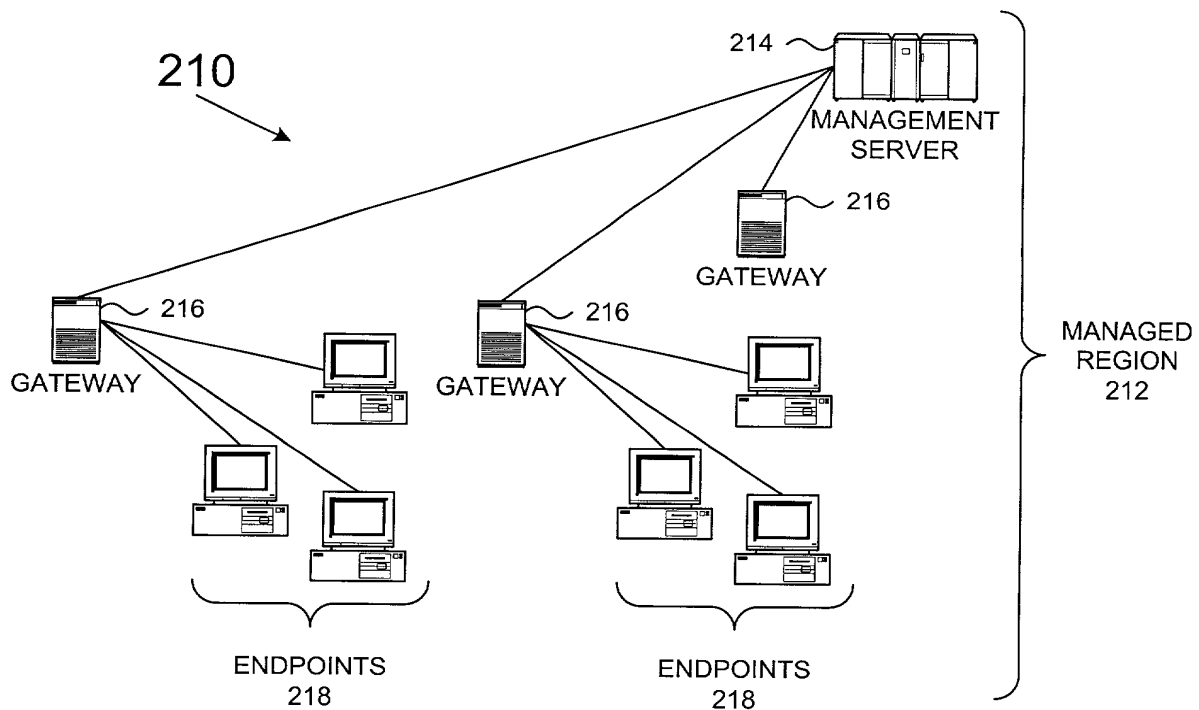 214
210
MANAGEMENT
SERVER
216
GATEWAY
216
GATEWAY
216
GATEWAY
MANAGED
REGION
212
ENDPOINTS
218
ENDPOINTS
218